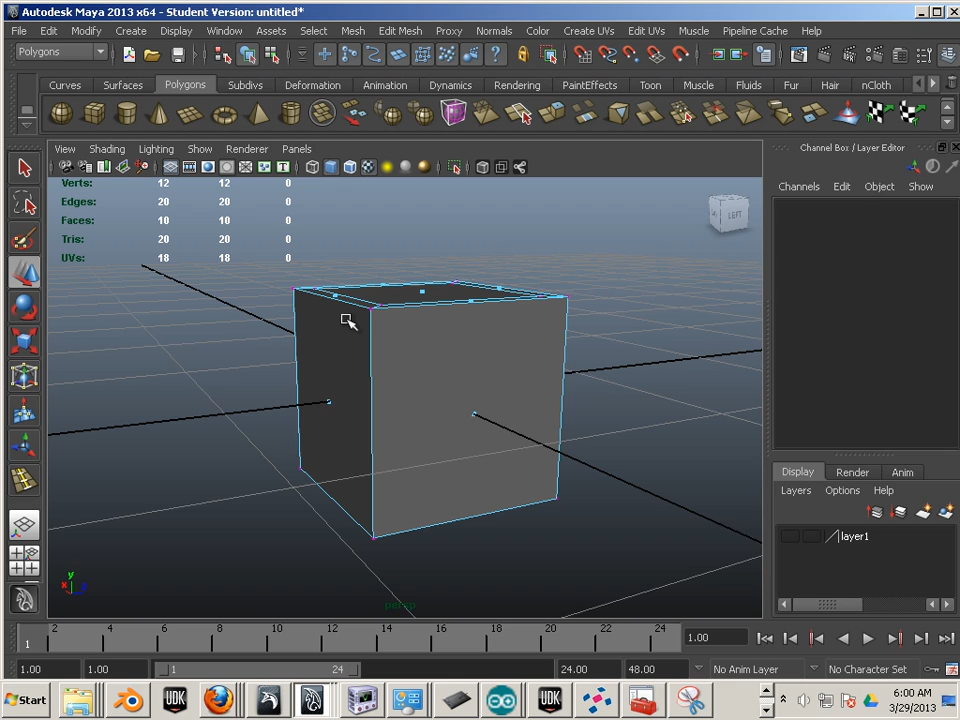 Autodesk Maya 2013 x64 - Student Version: untitled*
File Edit Modify Create Display Window Assets Select Mesh Edit Mesh Proxy Normals Color Create UVs Edit UVs Muscle Pipeline Cache Help
Polygons
Curves Surfaces Polygons Subdivs Deformation Animation Dynamics Rendering PaintEffects Toon Muscle Fluids Fur Hair nCloth
View Shading Lighting Show Renderer Panels
Channel Box / Layer Editor
Channels Edit Object Show
Verts: 12 12 0
Edges: 20 20 0
Faces: 10 10 0
Tris: 20 20 0
UVs: 18 18 0
LEFT
Display Render Anim
Layers Options Help
layer1
y
x
persp
2 4 6 8 10 12 14 16 18 20 22 24
1
1.00
1.00 1.00 1 24 24.00 48.00 No Anim Layer No Character Set
Start
UDK
UDK
6:00 AM
3/29/2013